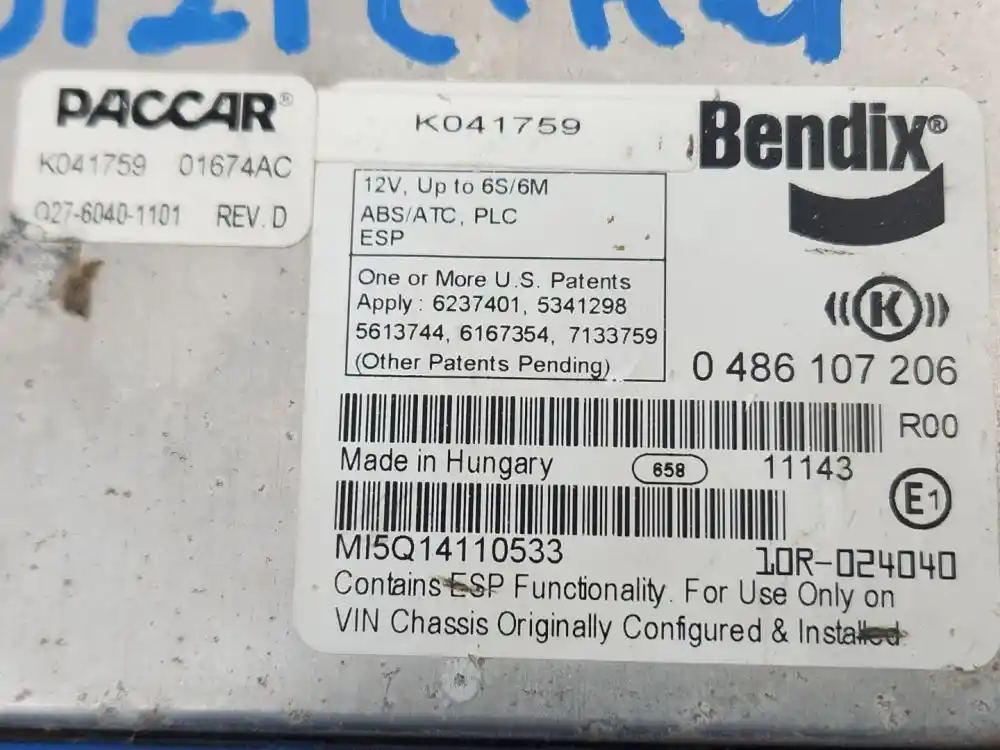 PACCAR®
K041759 01674AC
Q27-6040-1101 REV. D
K041759
Bendix®
12V, Up to 6S/6M
ABS/ATC, PLC
ESP
One or More U.S. Patents
Apply : 6237401, 5341298
5613744, 6167354, 7133759
(Other Patents Pending)
K
0 486 107 206
R00
Made in Hungary 658 11143
E1
MI5Q14110533 10R-024040
Contains ESP Functionality. For Use Only on
VIN Chassis Originally Configured & Installed